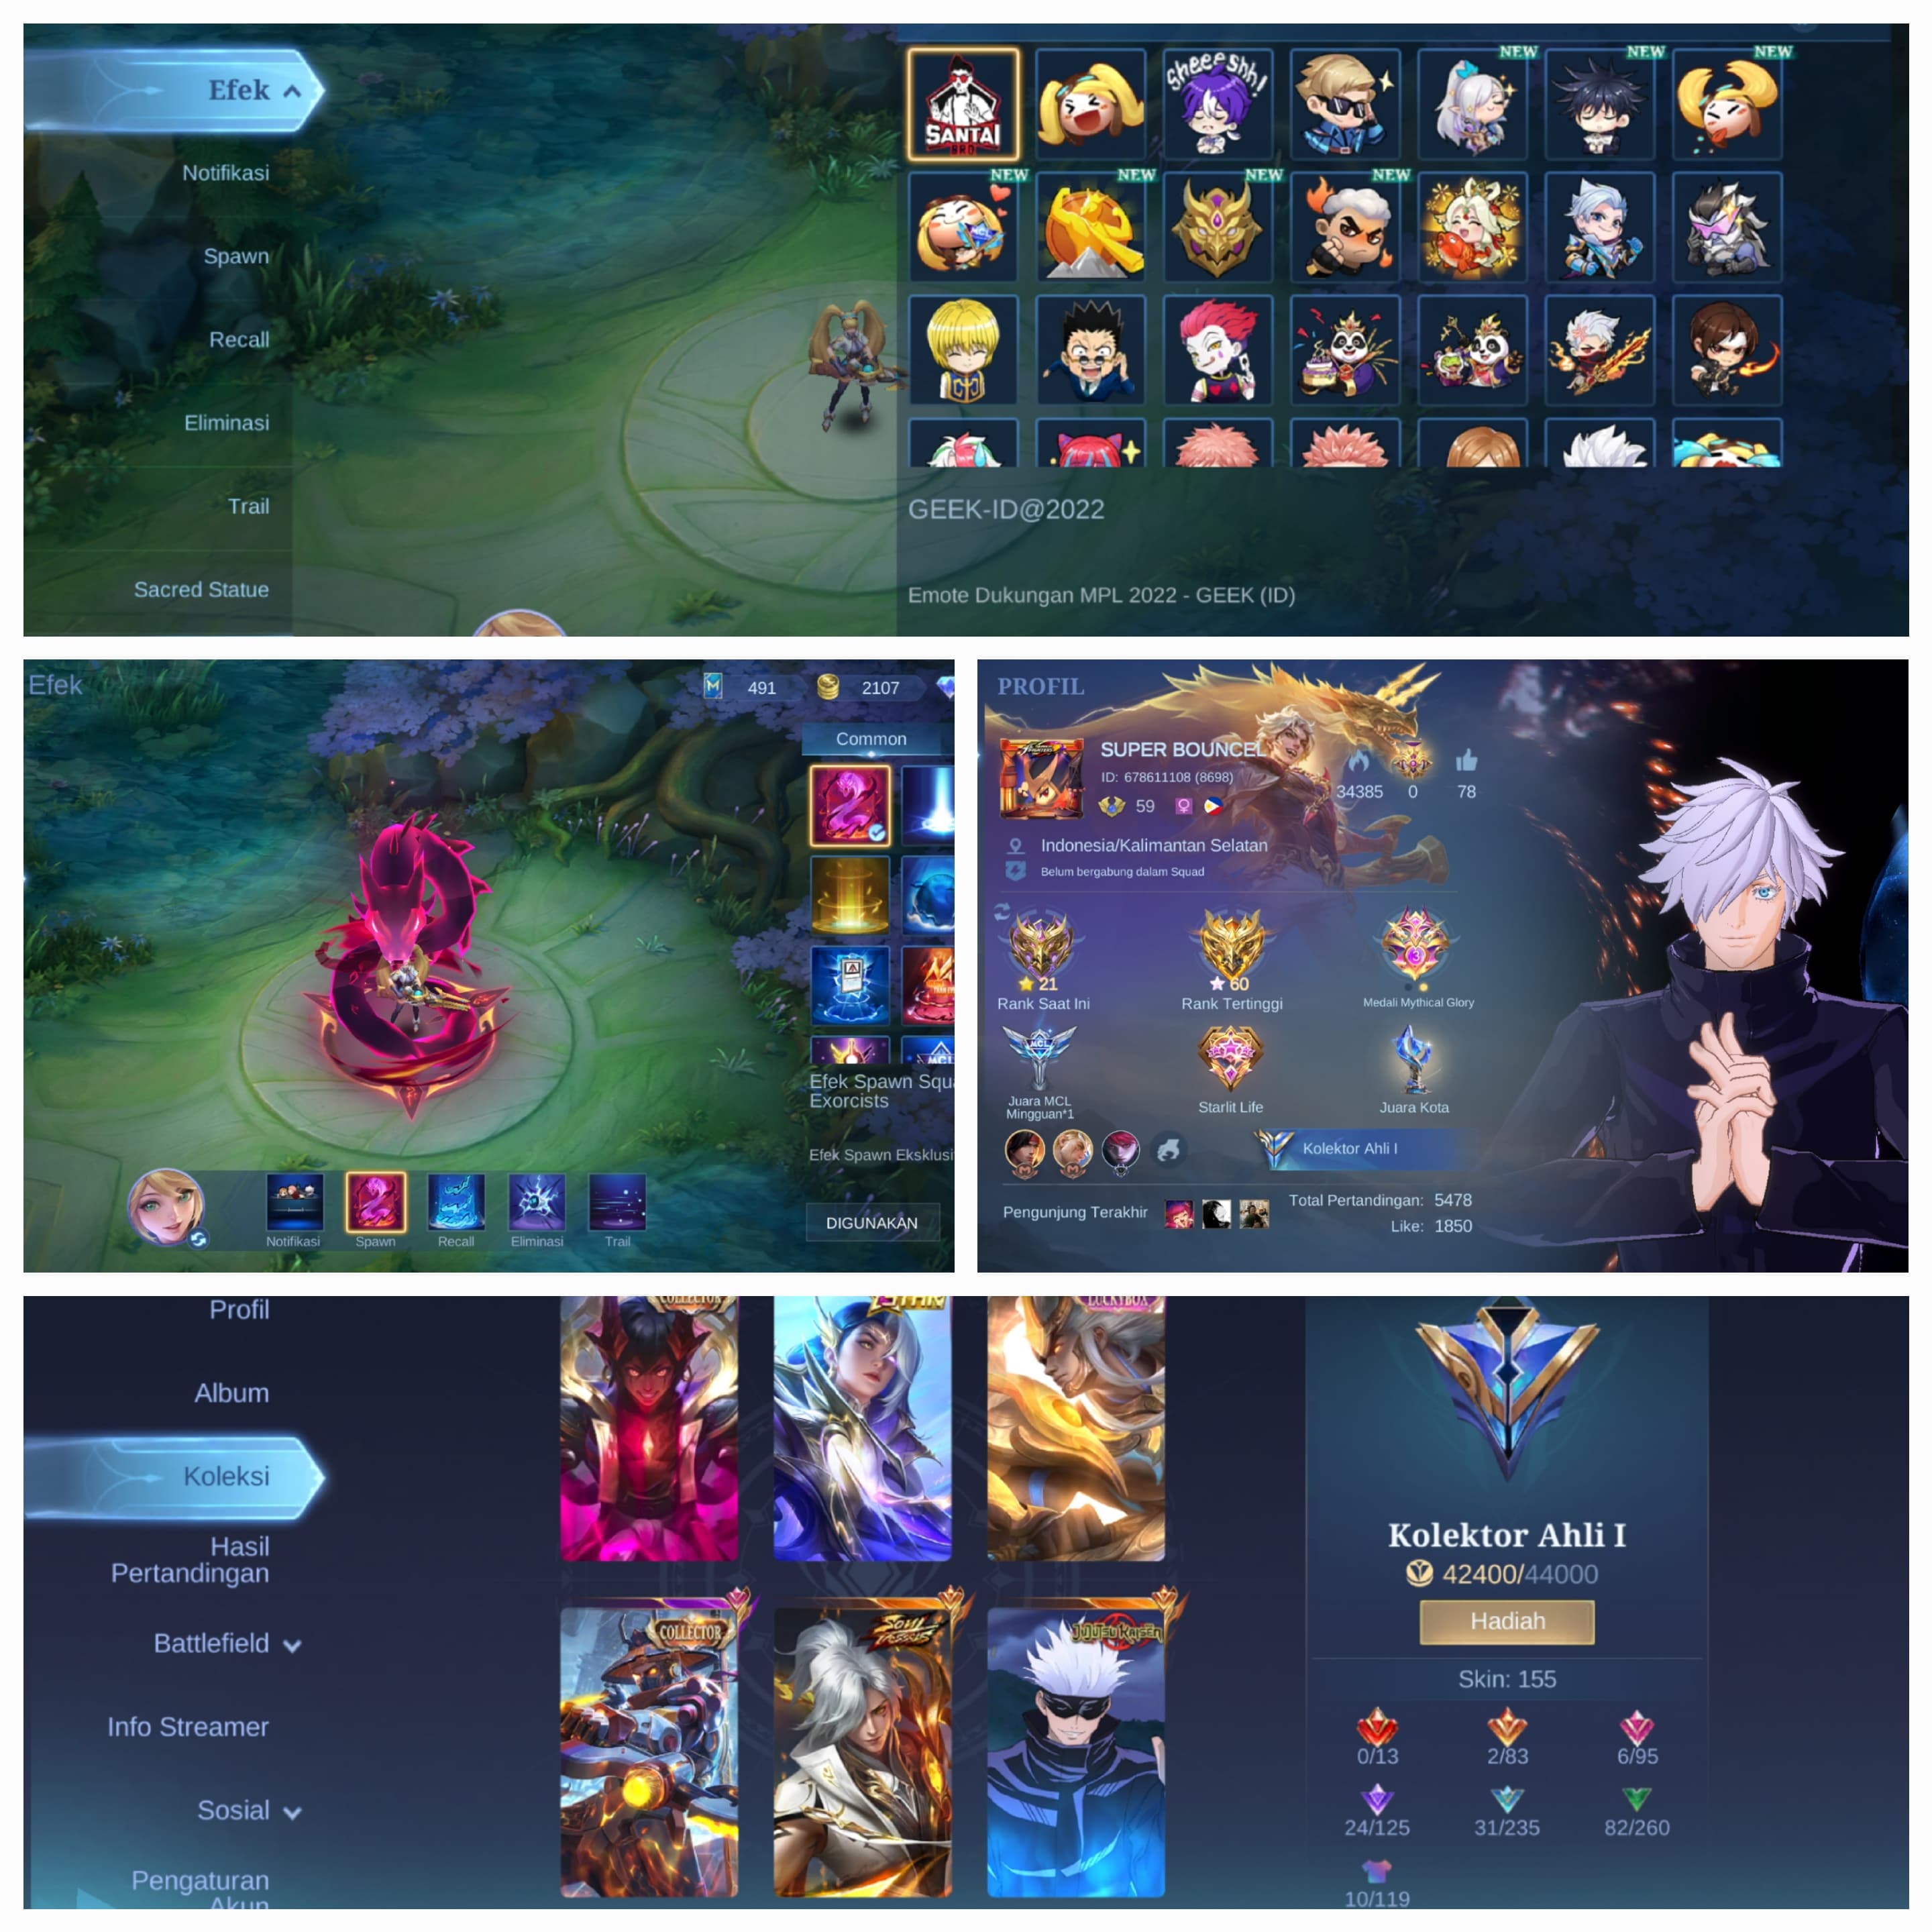 Efek
Notifikasi
Spawn
Recall
Eliminasi
Trail
Sacred Statue
SANTAI
BRO
Sheeeshh!
NEW
NEW
NEW
NEW
NEW
NEW
NEW
GEEK-ID@2022
Emote Dukungan MPL 2022 - GEEK (ID)
Efek
491
2107
Common
MCL
Efek Spawn Squa
Exorcists
Efek Spawn Eksklusi
DIGUNAKAN
Notifikasi
Spawn
Recall
Eliminasi
Trail
PROFIL
SUPER BOUNCEL
ID: 678611108 (8698)
59
34385
0
78
Indonesia/Kalimantan Selatan
Belum bergabung dalam Squad
21
60
3
Rank Saat Ini
Rank Tertinggi
Medali Mythical Glory
MCL
Juara MCL
Mingguan*1
Starlit Life
Juara Kota
Kolektor Ahli I
Pengunjung Terakhir
Total Pertandingan: 5478
Like: 1850
Profil
Album
Koleksi
Hasil
Pertandingan
Battlefield
Info Streamer
Sosial
Pengaturan
Akun
COLLECTOR
LUCKYBOX
COLLECTOR
SOUL
VESSELS
JUJUTSU KAISEN
Kolektor Ahli I
42400/44000
Hadiah
Skin: 155
0/13
2/83
6/95
24/125
31/235
82/260
10/119